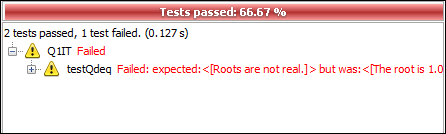 Tests passed: 66.67 %
2 tests passed, 1 test failed. (0.127 s)
Q1IT Failed
testQdeq Failed: expected:<[Roots are not real.]> but was:<[The root is 1.0